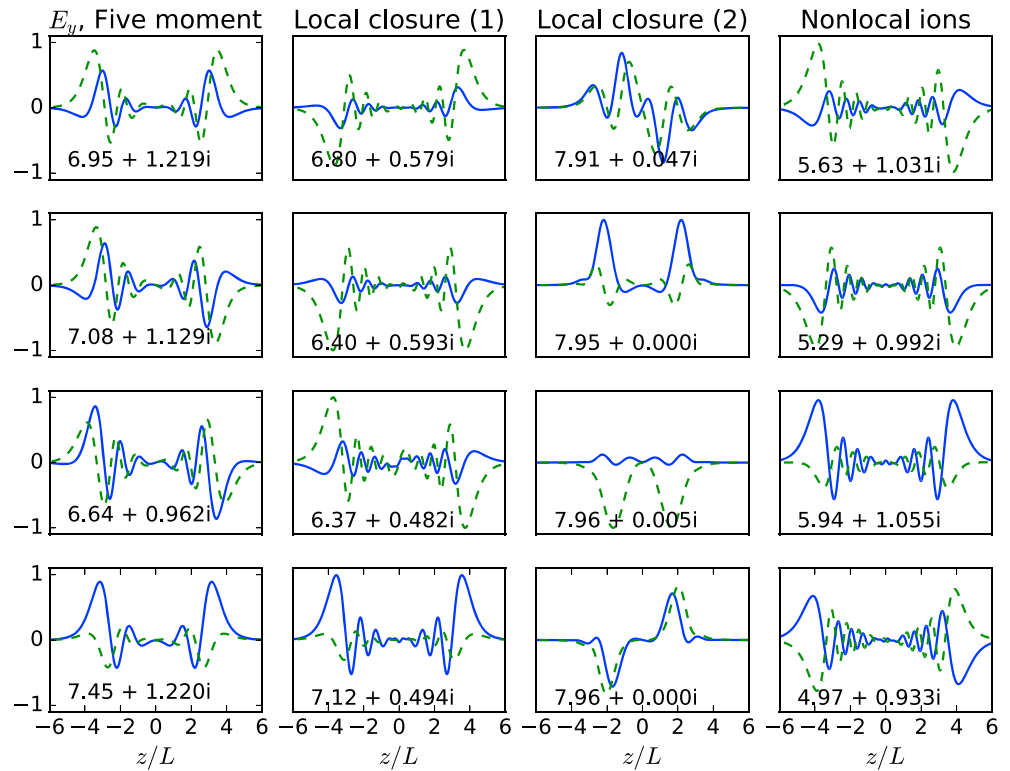 E_y, Five moment Local closure (1) Local closure (2) Nonlocal ions
1
0
−1
6.95 + 1.219i 6.80 + 0.579i 7.91 + 0.047i 5.63 + 1.031i
1
0
−1
7.08 + 1.129i 6.40 + 0.593i 7.95 + 0.000i 5.29 + 0.992i
1
0
−1
6.64 + 0.962i 6.37 + 0.482i 7.96 + 0.005i 5.94 + 1.055i
1
0
−1
7.45 + 1.220i 7.12 + 0.494i 7.96 + 0.000i 4.97 + 0.933i
−6 −4 −2 0 2 4 6 −6 −4 −2 0 2 4 6 −6 −4 −2 0 2 4 6 −6 −4 −2 0 2 4 6
z/L z/L z/L z/L